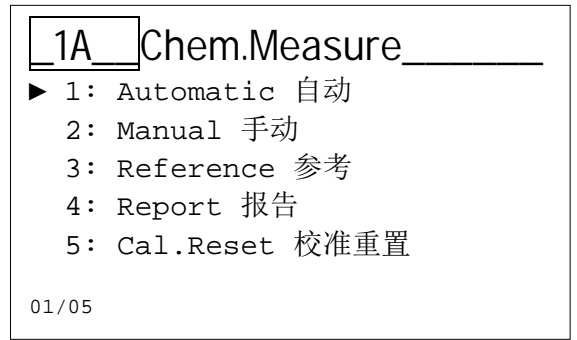 _1A__Chem.Measure______
► 1: Automatic 自动
2: Manual 手动
3: Reference 参考
4: Report 报告
5: Cal.Reset 校准重置
01/05